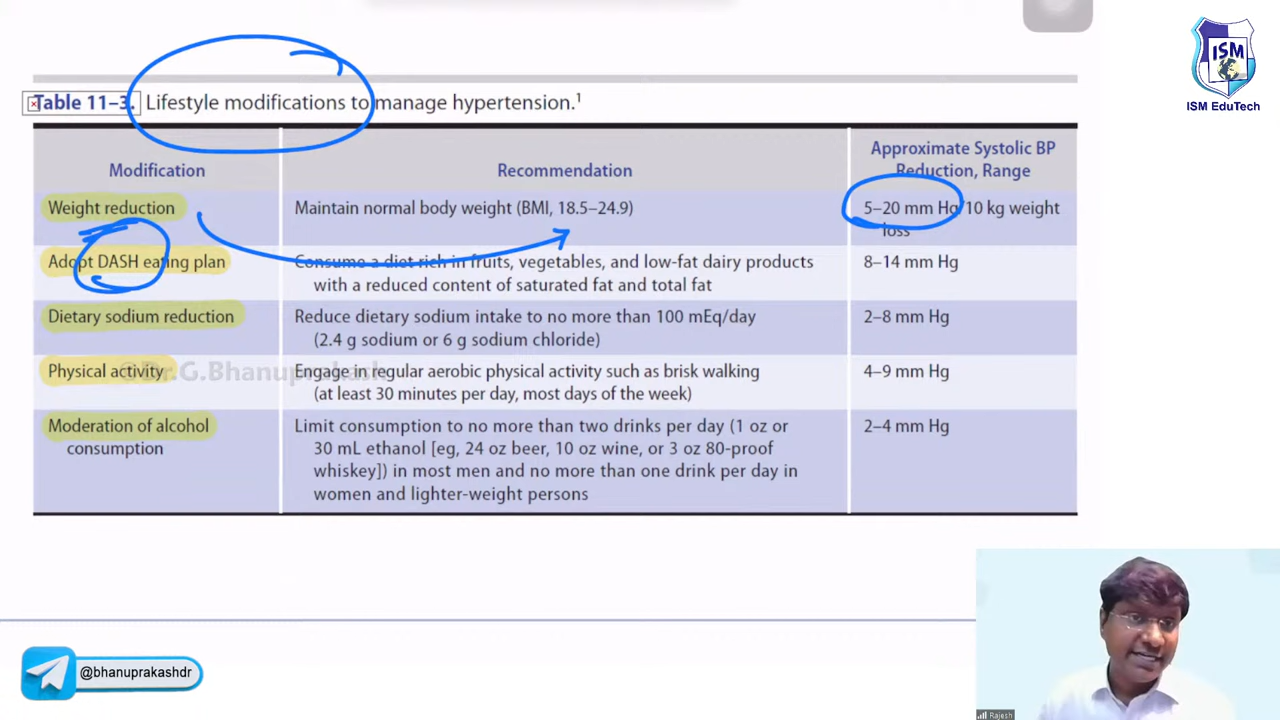 ISM
ISM EduTech
Table 11–3. Lifestyle modifications to manage hypertension.¹
Modification
Recommendation
Approximate Systolic BP
Reduction, Range
Weight reduction
Maintain normal body weight (BMI, 18.5–24.9)
5–20 mm Hg/10 kg weight
loss
Adopt DASH eating plan
Consume a diet rich in fruits, vegetables, and low-fat dairy products
with a reduced content of saturated fat and total fat
8–14 mm Hg
Dietary sodium reduction
Reduce dietary sodium intake to no more than 100 mEq/day
(2.4 g sodium or 6 g sodium chloride)
2–8 mm Hg
Physical activity
Engage in regular aerobic physical activity such as brisk walking
(at least 30 minutes per day, most days of the week)
4–9 mm Hg
@Dr.G.Bhanuprakash
Moderation of alcohol
consumption
Limit consumption to no more than two drinks per day (1 oz or
30 mL ethanol [eg, 24 oz beer, 10 oz wine, or 3 oz 80-proof
whiskey]) in most men and no more than one drink per day in
women and lighter-weight persons
2–4 mm Hg
@bhanuprakashdr
Rajesh